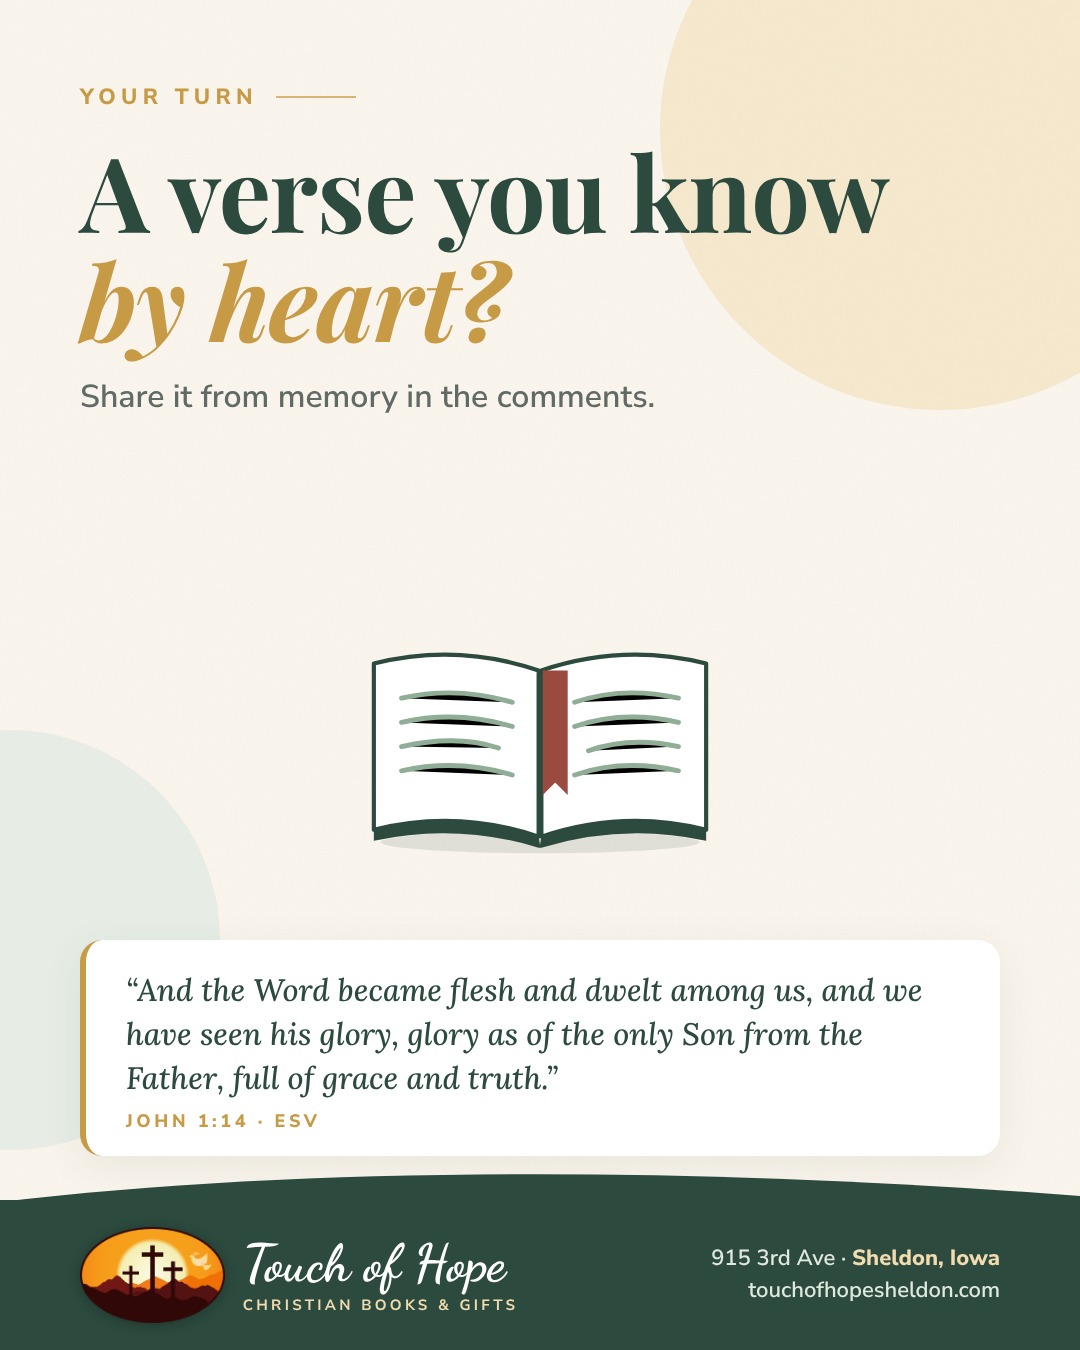 YOUR TURN
A verse you know
by heart?
Share it from memory in the comments.
“And the Word became flesh and dwelt among us, and we
have seen his glory, glory as of the only Son from the
Father, full of grace and truth.”
JOHN 1:14 · ESV
Touch of Hope
CHRISTIAN BOOKS & GIFTS
915 3rd Ave · Sheldon, Iowa
touchofhopesheldon.com